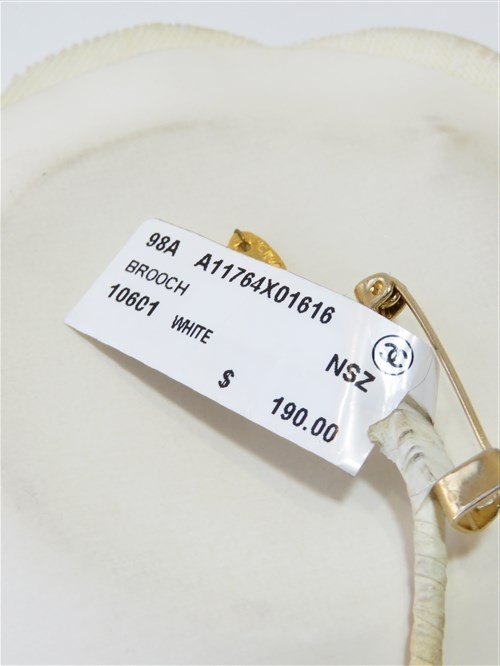 98A A11764X01616
BROOCH
10601 WHITE
NSZ
$ 190.00